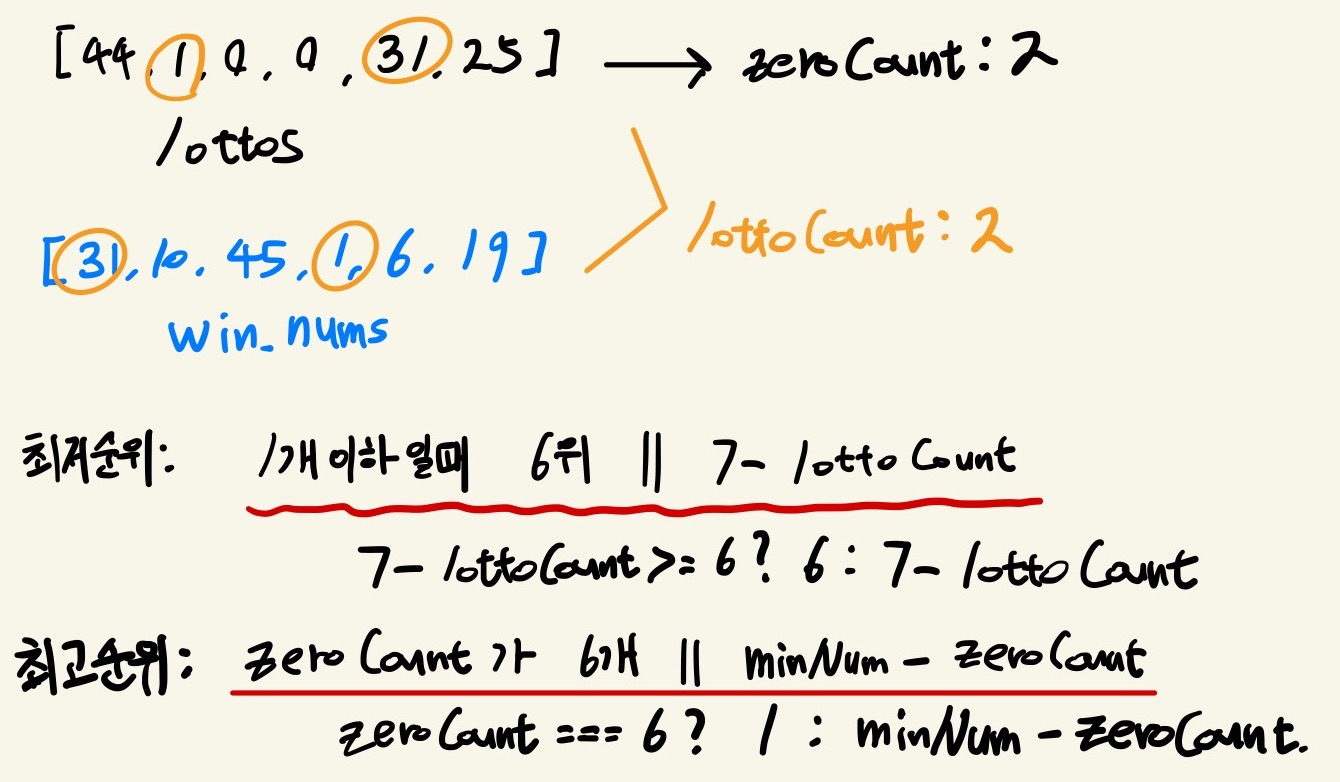 [44, 1, 0, 0, 31, 25] → zeroCount: 2
lottos
[31, 10, 45, 1, 6, 19]
lottoCount: 2
win_nums
최저순위: 1개 이하 일때 6위 || 7- lottoCount
7- lottoCount >= 6 ? 6 : 7- lottoCount
최고순위: zeroCount 가 6개 || minNum - zeroCount
zeroCount === 6 ? 1 : minNum - zeroCount.